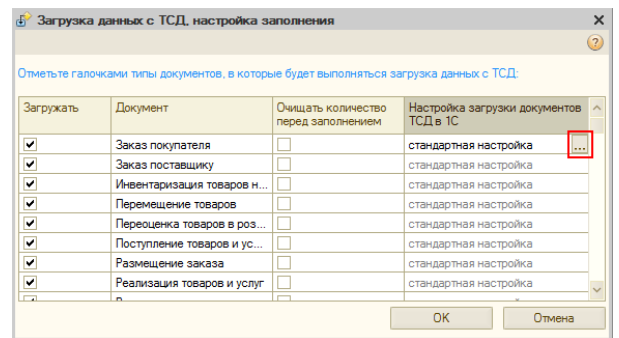 Загрузка данных с ТСД, настройка заполнения
Отметьте галочками типы документов, в которые будет выполняться загрузка данных с ТСД:
Загружать Документ Очищать количество перед заполнением Настройка загрузки документов ТСД в 1С
Заказ покупателя стандартная настройка ...
Заказ поставщику стандартная настройка
Инвентаризация товаров н... стандартная настройка
Перемещение товаров стандартная настройка
Переоценка товаров в роз... стандартная настройка
Поступление товаров и ус... стандартная настройка
Размещение заказа стандартная настройка
Реализация товаров и услуг стандартная настройка
OK Отмена